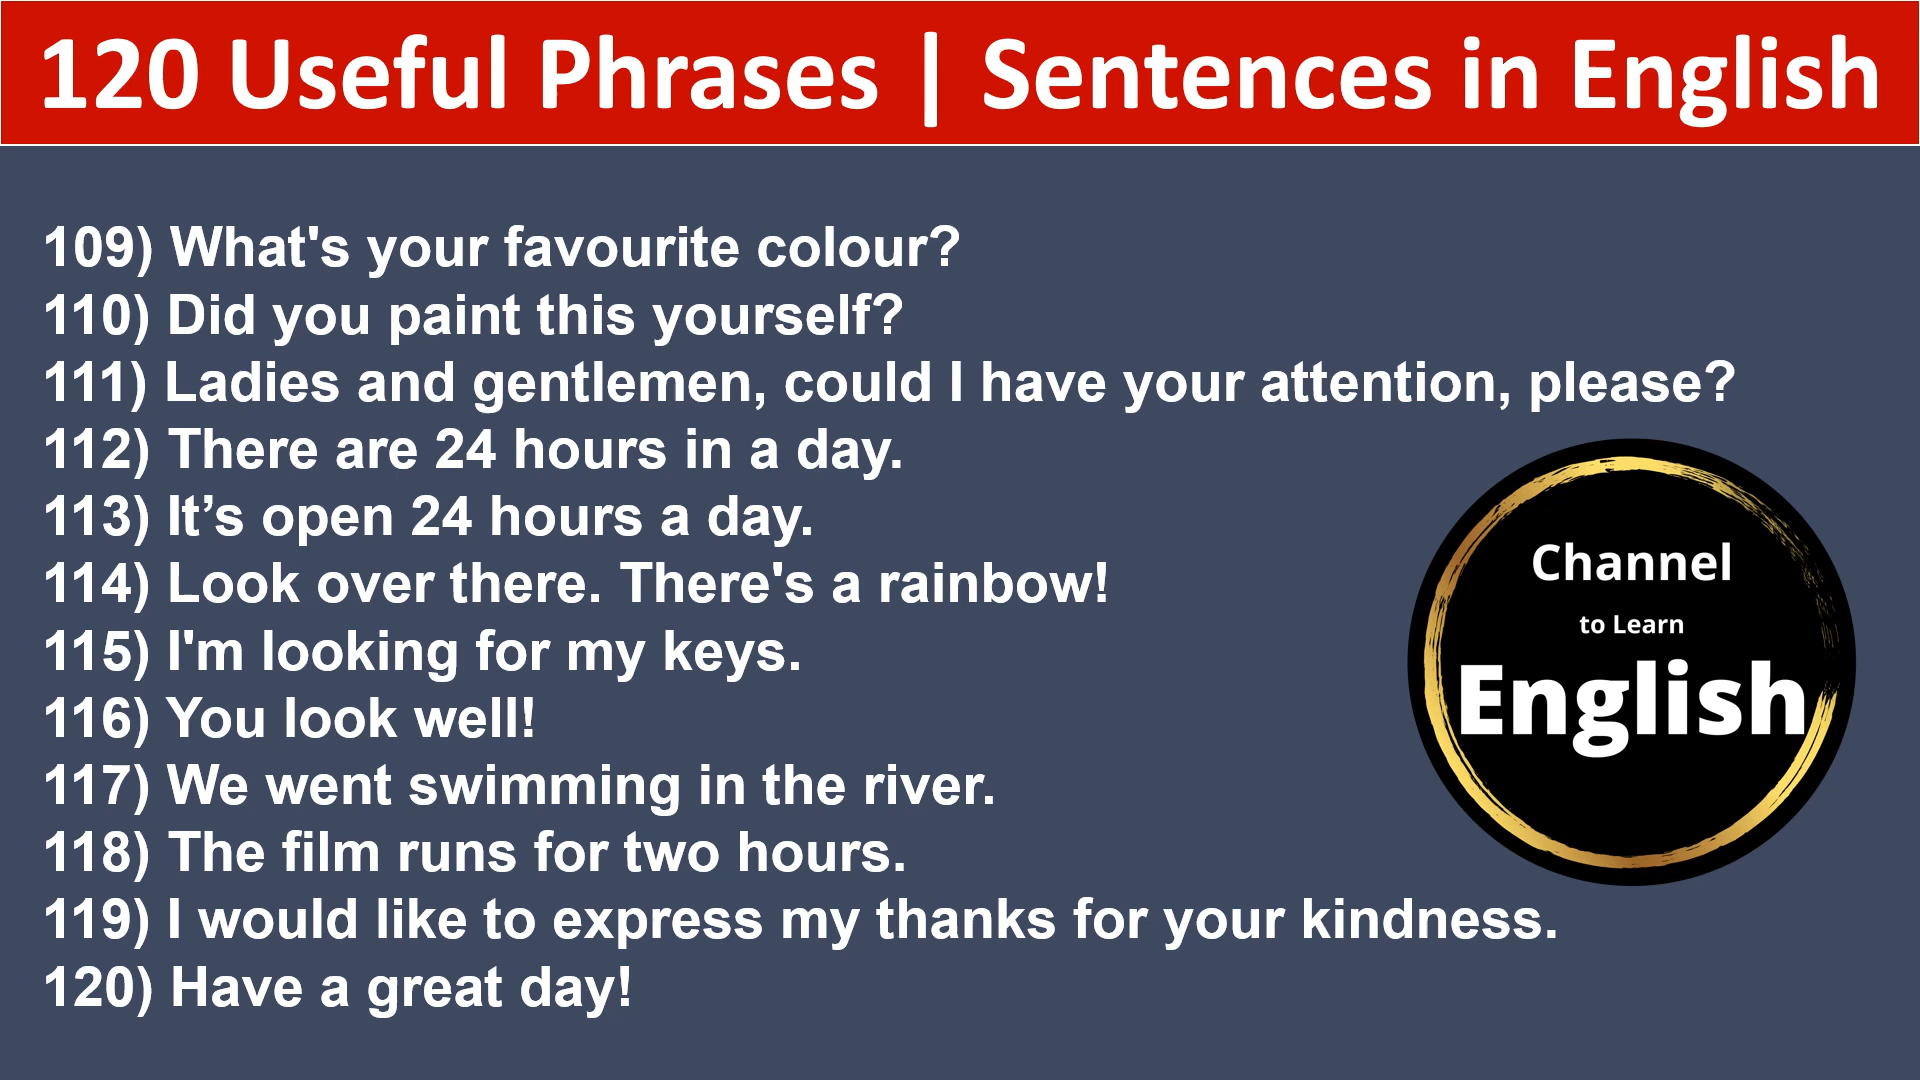 120 Useful Phrases | Sentences in English
109) What's your favourite colour?
110) Did you paint this yourself?
111) Ladies and gentlemen, could I have your attention, please?
112) There are 24 hours in a day.
113) It’s open 24 hours a day.
114) Look over there. There's a rainbow!
115) I'm looking for my keys.
116) You look well!
117) We went swimming in the river.
118) The film runs for two hours.
119) I would like to express my thanks for your kindness.
120) Have a great day!
Channel
to Learn
English